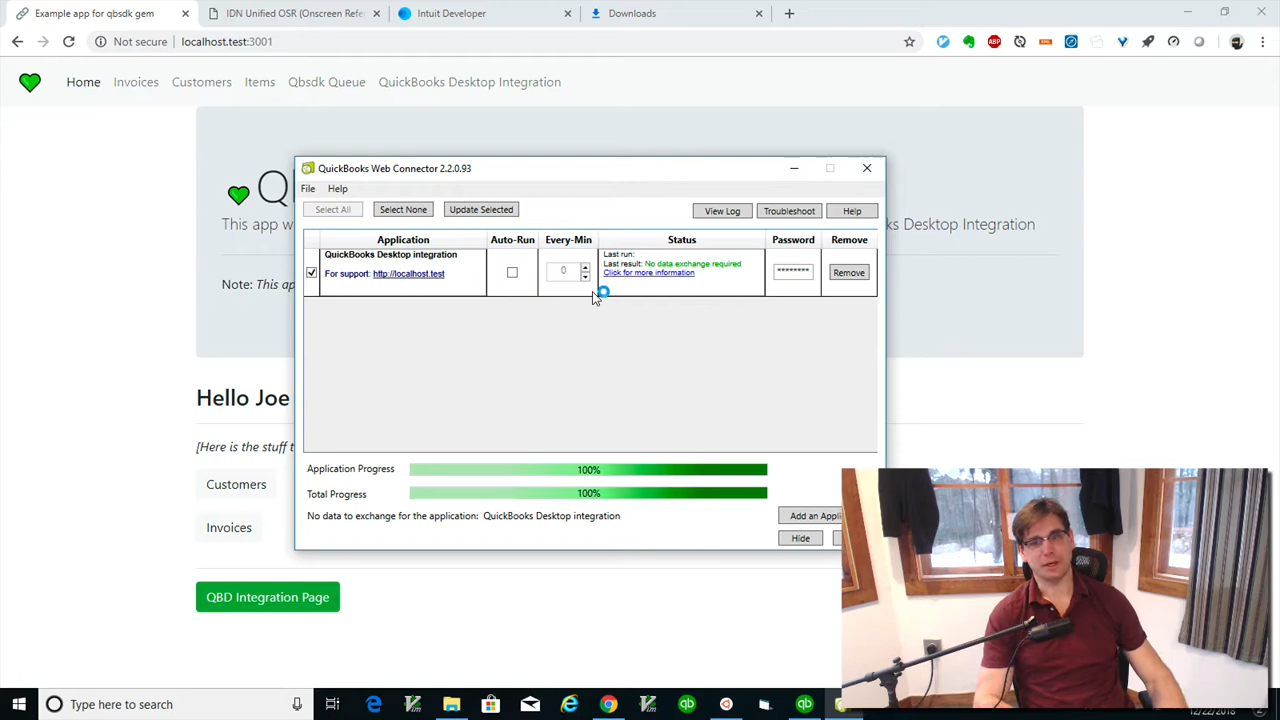 Example app for qbsdk gem
IDN Unified OSR (Onscreen Refe
Intuit Developer
Downloads
Not secure
localhost.test:3001
ABP
Home
Invoices
Customers
Items
Qbsdk Queue
QuickBooks Desktop Integration
This app w
ks Desktop Integration
Note: This ap
QuickBooks Web Connector 2.2.0.93
File
Help
Select All
Select None
Update Selected
View Log
Troubleshoot
Help
Application
Auto-Run
Every-Min
Status
Password
Remove
QuickBooks Desktop integration
For support: http://localhost.test
0
Last run:
Last result: No data exchange required
Click for more information
********
Remove
Application Progress
100%
Total Progress
100%
No data to exchange for the application: QuickBooks Desktop integration
Add an Appli
Hide
Hello Joe
[Here is the stuff t
Customers
Invoices
QBD Integration Page
Type here to search
qb
qb
12/22/2018